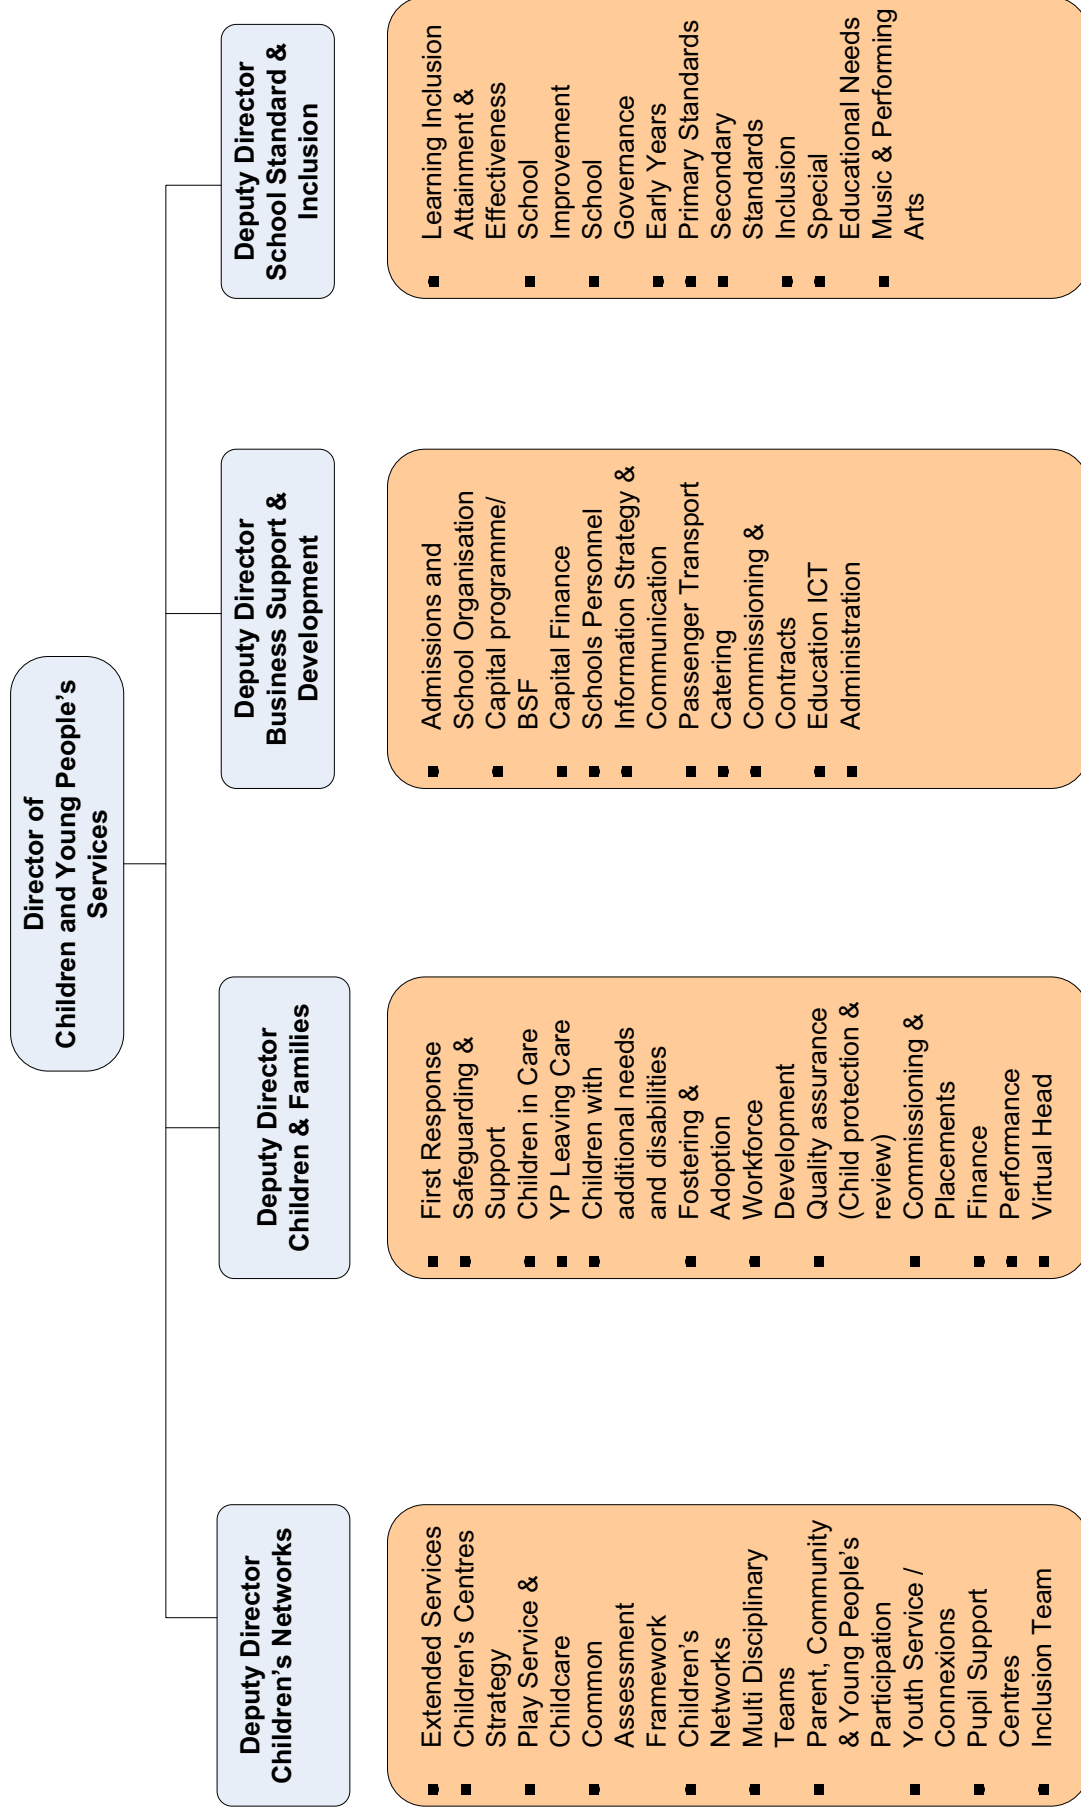 Director of
Children and Young People’s
Services
Deputy Director
Children’s Networks
Deputy Director
Children & Families
Deputy Director
Business Support &
Development
Deputy Director
School Standard &
Inclusion
Extended Services
Children's Centres
Strategy
Play Service &
Childcare
Common
Assessment
Framework
Children’s
Networks
Multi Disciplinary
Teams
Parent, Community
& Young People’s
Participation
Youth Service /
Connexions
Pupil Support
Centres
Inclusion Team
First Response
Safeguarding &
Support
Children in Care
YP Leaving Care
Children with
additional needs
and disabilities
Fostering &
Adoption
Workforce
Development
Quality assurance
(Child protection &
review)
Commissioning &
Placements
Finance
Performance
Virtual Head
Admissions and
School Organisation
Capital programme/
BSF
Capital Finance
Schools Personnel
Information Strategy &
Communication
Passenger Transport
Catering
Commissioning &
Contracts
Education ICT
Administration
Learning Inclusion
Attainment &
Effectiveness
School
Improvement
School
Governance
Early Years
Primary Standards
Secondary
Standards
Inclusion
Special
Educational Needs
Music & Performing
Arts